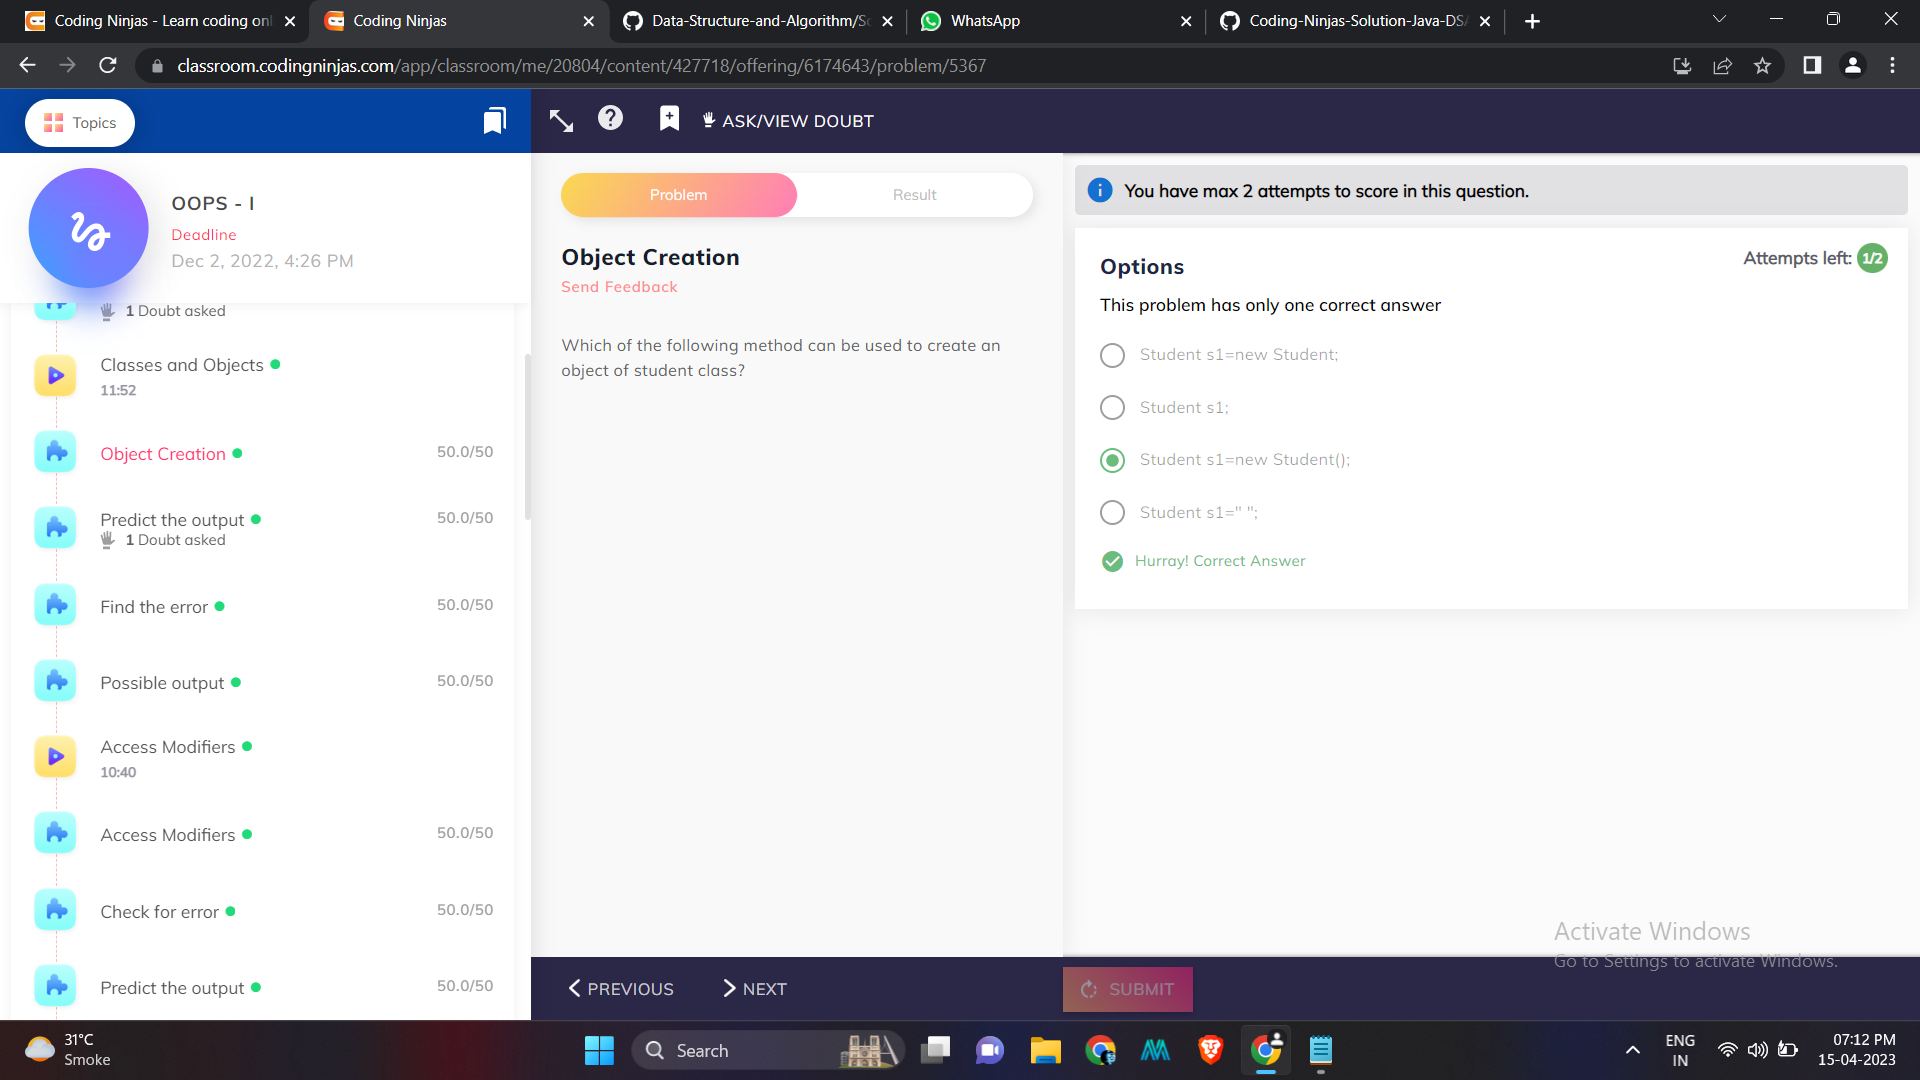 Coding Ninjas - Learn coding onl
Coding Ninjas
Data-Structure-and-Algorithm/So
WhatsApp
Coding-Ninjas-Solution-Java-DSA
classroom.codingninjas.com/app/classroom/me/20804/content/427718/offering/6174643/problem/5367
Topics
ASK/VIEW DOUBT
OOPS - I
Deadline
Dec 2, 2022, 4:26 PM
1 Doubt asked
Classes and Objects
11:52
Object Creation 50.0/50
Predict the output 50.0/50
1 Doubt asked
Find the error 50.0/50
Possible output 50.0/50
Access Modifiers
10:40
Access Modifiers 50.0/50
Check for error 50.0/50
Predict the output 50.0/50
Problem
Result
Object Creation
Send Feedback
Which of the following method can be used to create an
object of student class?
You have max 2 attempts to score in this question.
Options
Attempts left: 1/2
This problem has only one correct answer
Student s1=new Student;
Student s1;
Student s1=new Student();
Student s1=" ";
Hurray! Correct Answer
Activate Windows
Go to Settings to activate Windows.
PREVIOUS
NEXT
SUBMIT
31°C
Smoke
Search
ENG
IN
07:12 PM
15-04-2023